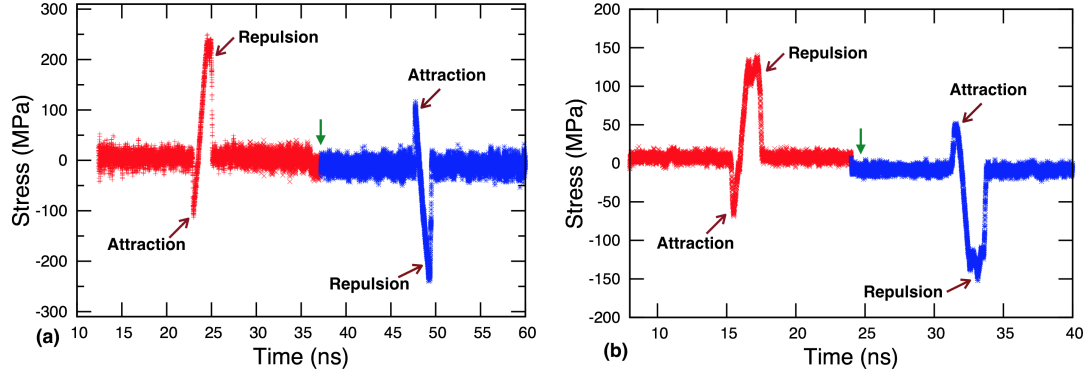 300
200
100
0
-100
-200
-300
Stress (MPa)
10 15 20 25 30 35 40 45 50 55 60
Time (ns)
(a)
Repulsion
Attraction
Attraction
Repulsion
200
150
100
50
0
-50
-100
-150
-200
Stress (MPa)
10 15 20 25 30 35 40
Time (ns)
(b)
Repulsion
Attraction
Attraction
Repulsion